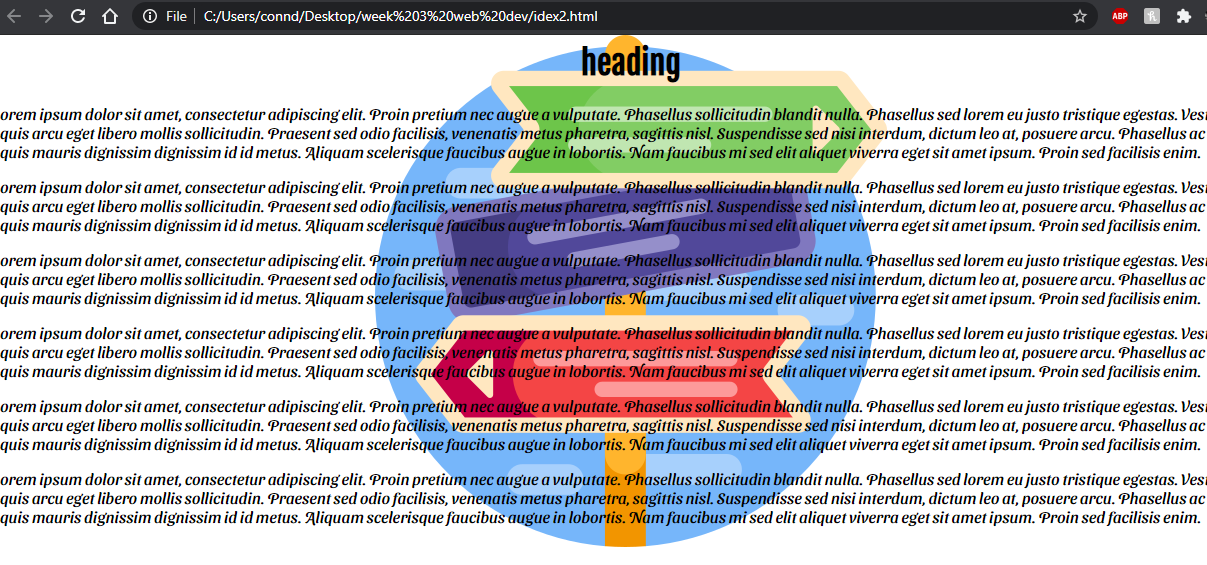 File
C:/Users/connd/Desktop/week%203%20web%20dev/idex2.html
ABP
heading
orem ipsum dolor sit amet, consectetur adipiscing elit. Proin pretium nec augue a vulputate. Phasellus sollicitudin blandit nulla. Phasellus sed lorem eu justo tristique egestas.
quis arcu eget libero mollis sollicitudin. Praesent sed odio facilisis, venenatis metus pharetra, sagittis nisl. Suspendisse sed nisi interdum, dictum leo at, posuere arcu. Phasellus ac
quis mauris dignissim dignissim id id metus. Aliquam scelerisque faucibus augue in lobortis. Nam faucibus mi sed elit aliquet viverra eget sit amet ipsum. Proin sed facilisis enim.
orem ipsum dolor sit amet, consectetur adipiscing elit. Proin pretium nec augue a vulputate. Phasellus sollicitudin blandit nulla. Phasellus sed lorem eu justo tristique egestas.
quis arcu eget libero mollis sollicitudin. Praesent sed odio facilisis, venenatis metus pharetra, sagittis nisl. Suspendisse sed nisi interdum, dictum leo at, posuere arcu. Phasellus ac
quis mauris dignissim dignissim id id metus. Aliquam scelerisque faucibus augue in lobortis. Nam faucibus mi sed elit aliquet viverra eget sit amet ipsum. Proin sed facilisis enim.
orem ipsum dolor sit amet, consectetur adipiscing elit. Proin pretium nec augue a vulputate. Phasellus sollicitudin blandit nulla. Phasellus sed lorem eu justo tristique egestas.
quis arcu eget libero mollis sollicitudin. Praesent sed odio facilisis, venenatis metus pharetra, sagittis nisl. Suspendisse sed nisi interdum, dictum leo at, posuere arcu. Phasellus ac
quis mauris dignissim dignissim id id metus. Aliquam scelerisque faucibus augue in lobortis. Nam faucibus mi sed elit aliquet viverra eget sit amet ipsum. Proin sed facilisis enim.
orem ipsum dolor sit amet, consectetur adipiscing elit. Proin pretium nec augue a vulputate. Phasellus sollicitudin blandit nulla. Phasellus sed lorem eu justo tristique egestas.
quis arcu eget libero mollis sollicitudin. Praesent sed odio facilisis, venenatis metus pharetra, sagittis nisl. Suspendisse sed nisi interdum, dictum leo at, posuere arcu. Phasellus ac
quis mauris dignissim dignissim id id metus. Aliquam scelerisque faucibus augue in lobortis. Nam faucibus mi sed elit aliquet viverra eget sit amet ipsum. Proin sed facilisis enim.
orem ipsum dolor sit amet, consectetur adipiscing elit. Proin pretium nec augue a vulputate. Phasellus sollicitudin blandit nulla. Phasellus sed lorem eu justo tristique egestas.
quis arcu eget libero mollis sollicitudin. Praesent sed odio facilisis, venenatis metus pharetra, sagittis nisl. Suspendisse sed nisi interdum, dictum leo at, posuere arcu. Phasellus ac
quis mauris dignissim dignissim id id metus. Aliquam scelerisque faucibus augue in lobortis. Nam faucibus mi sed elit aliquet viverra eget sit amet ipsum. Proin sed facilisis enim.
orem ipsum dolor sit amet, consectetur adipiscing elit. Proin pretium nec augue a vulputate. Phasellus sollicitudin blandit nulla. Phasellus sed lorem eu justo tristique egestas.
quis arcu eget libero mollis sollicitudin. Praesent sed odio facilisis, venenatis metus pharetra, sagittis nisl. Suspendisse sed nisi interdum, dictum leo at, posuere arcu. Phasellus ac
quis mauris dignissim dignissim id id metus. Aliquam scelerisque faucibus augue in lobortis. Nam faucibus mi sed elit aliquet viverra eget sit amet ipsum. Proin sed facilisis enim.